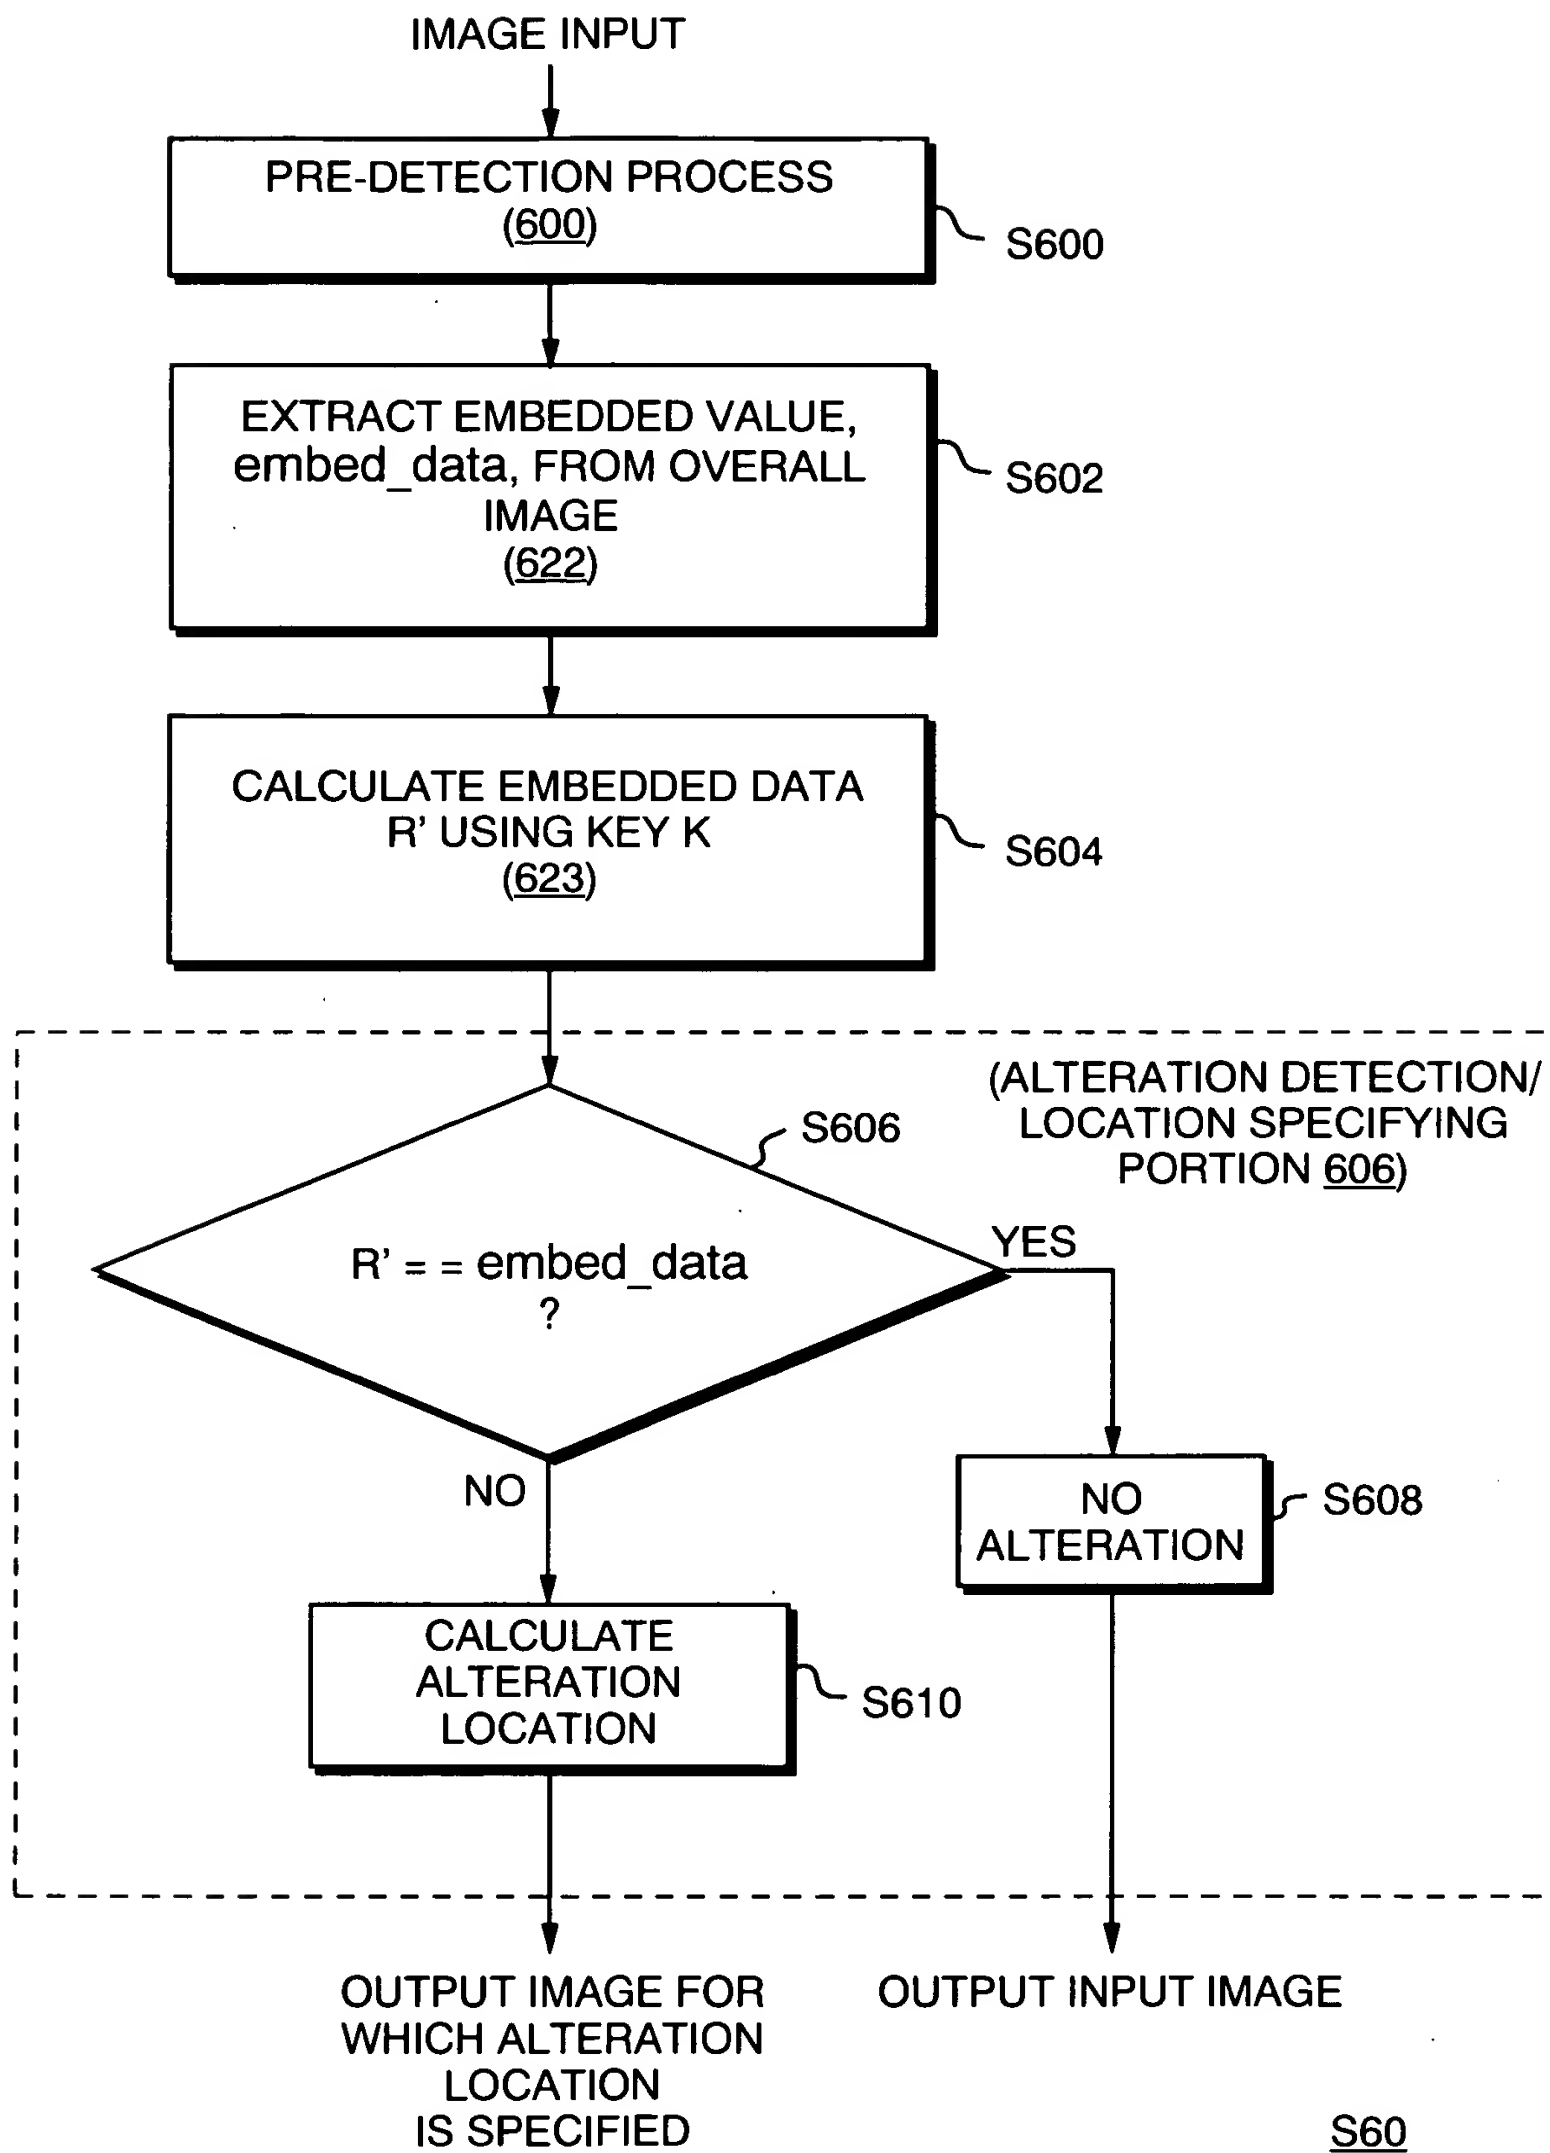 IMAGE INPUT
PRE-DETECTION PROCESS
(600)
S600
EXTRACT EMBEDDED VALUE,
embed_data, FROM OVERALL
IMAGE
(622)
S602
CALCULATE EMBEDDED DATA
R' USING KEY K
(623)
S604
(ALTERATION DETECTION/
LOCATION SPECIFYING
PORTION 606)
S606
R' = = embed_data
?
YES
NO
NO
ALTERATION
S608
CALCULATE
ALTERATION
LOCATION
S610
OUTPUT IMAGE FOR
WHICH ALTERATION
LOCATION
IS SPECIFIED
OUTPUT INPUT IMAGE
S60